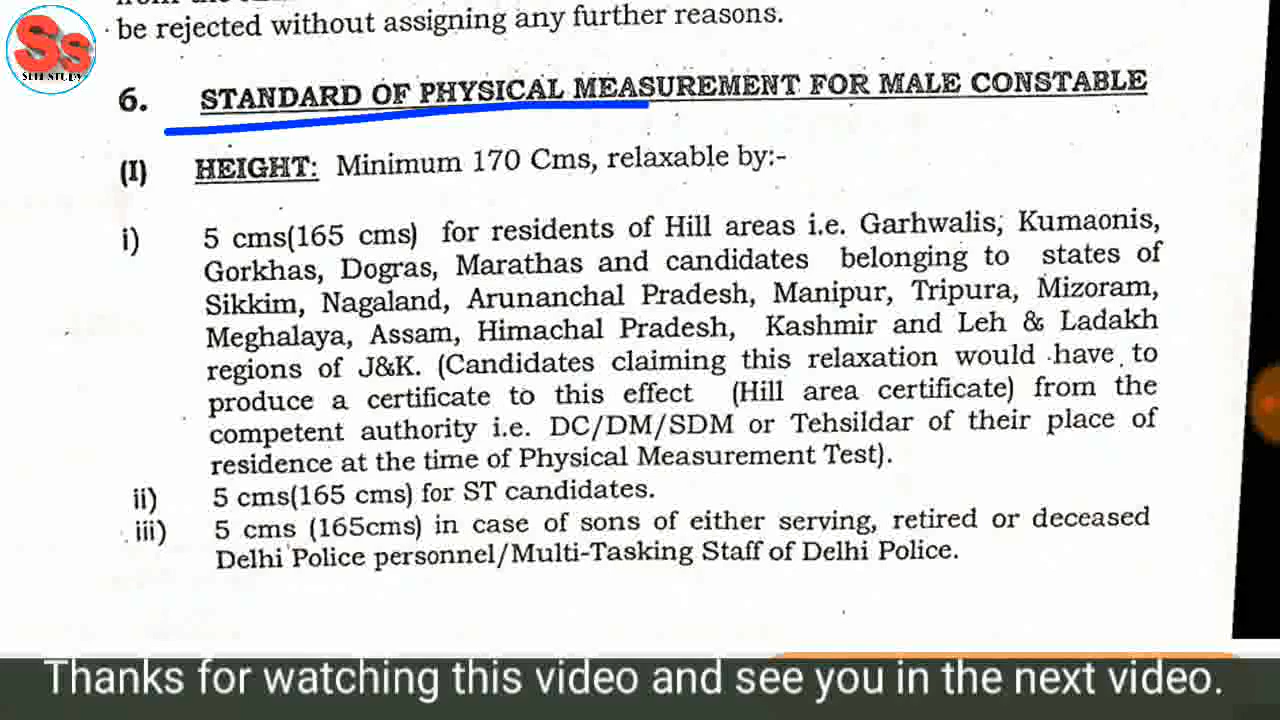 Ss
SELF STUDY
be rejected without assigning any further reasons.
6. STANDARD OF PHYSICAL MEASUREMENT FOR MALE CONSTABLE
(I) HEIGHT: Minimum 170 Cms, relaxable by:-
i) 5 cms(165 cms) for residents of Hill areas i.e. Garhwalis, Kumaonis,
Gorkhas, Dogras, Marathas and candidates belonging to states of
Sikkim, Nagaland, Arunanchal Pradesh, Manipur, Tripura, Mizoram,
Meghalaya, Assam, Himachal Pradesh, Kashmir and Leh & Ladakh
regions of J&K. (Candidates claiming this relaxation would have to
produce a certificate to this effect (Hill area certificate) from the
competent authority i.e. DC/DM/SDM or Tehsildar of their place of
residence at the time of Physical Measurement Test).
ii) 5 cms(165 cms) for ST candidates.
iii) 5 cms (165cms) in case of sons of either serving, retired or deceased
Delhi Police personnel/Multi-Tasking Staff of Delhi Police.
Thanks for watching this video and see you in the next video.